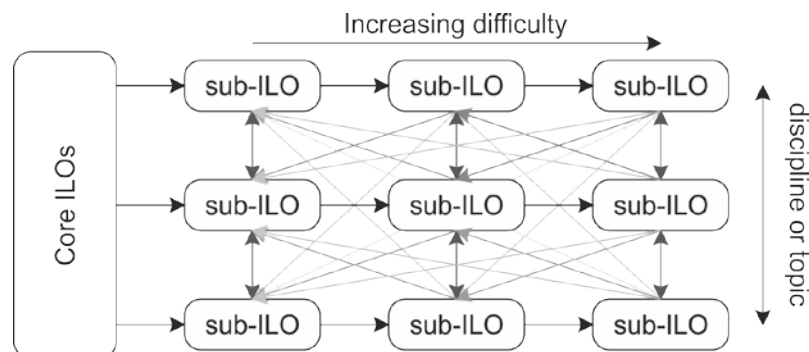 Increasing difficulty
Core ILOs
sub-ILO sub-ILO sub-ILO
sub-ILO sub-ILO sub-ILO
sub-ILO sub-ILO sub-ILO
discipline or topic